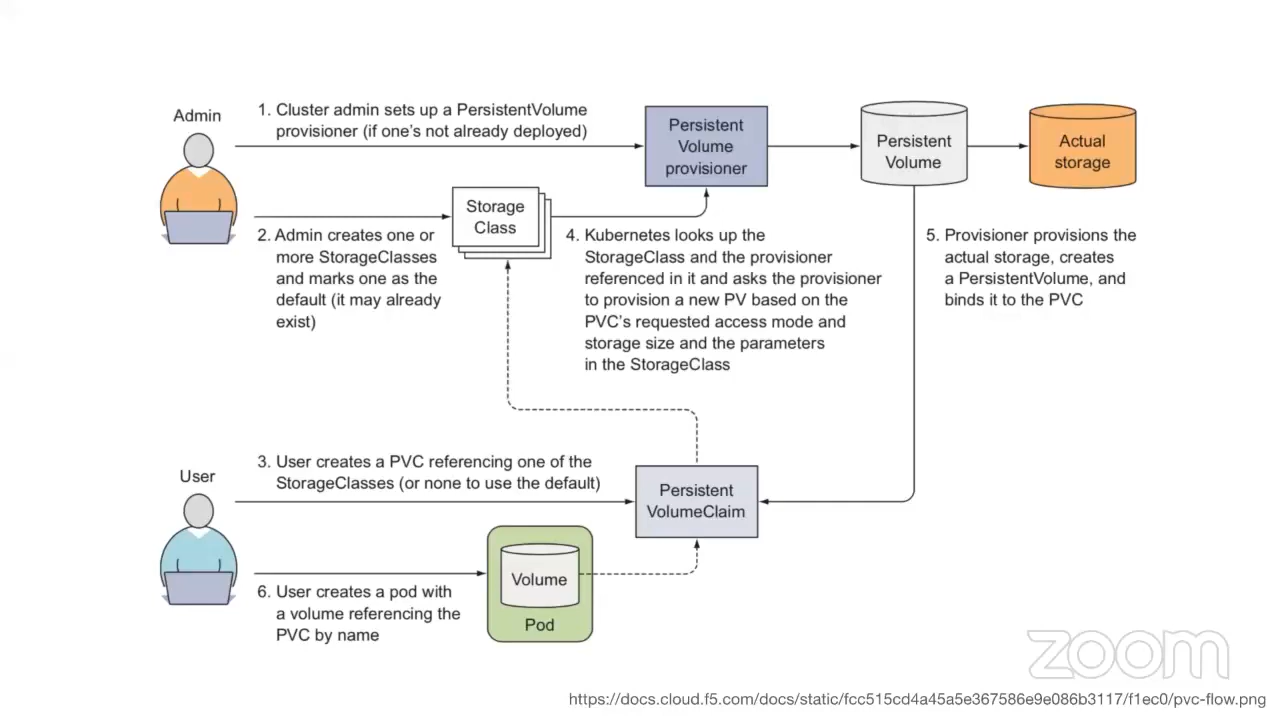 Admin
1. Cluster admin sets up a PersistentVolume
provisioner (if one's not already deployed)
Persistent
Volume
provisioner
Persistent
Volume
Actual
storage
Storage
Class
2. Admin creates one or
more StorageClasses
and marks one as the
default (it may already
exist)
4. Kubernetes looks up the
StorageClass and the provisioner
referenced in it and asks the provisioner
to provision a new PV based on the
PVC's requested access mode and
storage size and the parameters
in the StorageClass
5. Provisioner provisions the
actual storage, creates
a PersistentVolume, and
binds it to the PVC
User
3. User creates a PVC referencing one of the
StorageClasses (or none to use the default)
Persistent
VolumeClaim
6. User creates a pod with
a volume referencing the
PVC by name
Volume
Pod
zoom
https://docs.cloud.f5.com/docs/static/fcc515cd4a45a5e367586e9e086b3117/f1ec0/pvc-flow.png